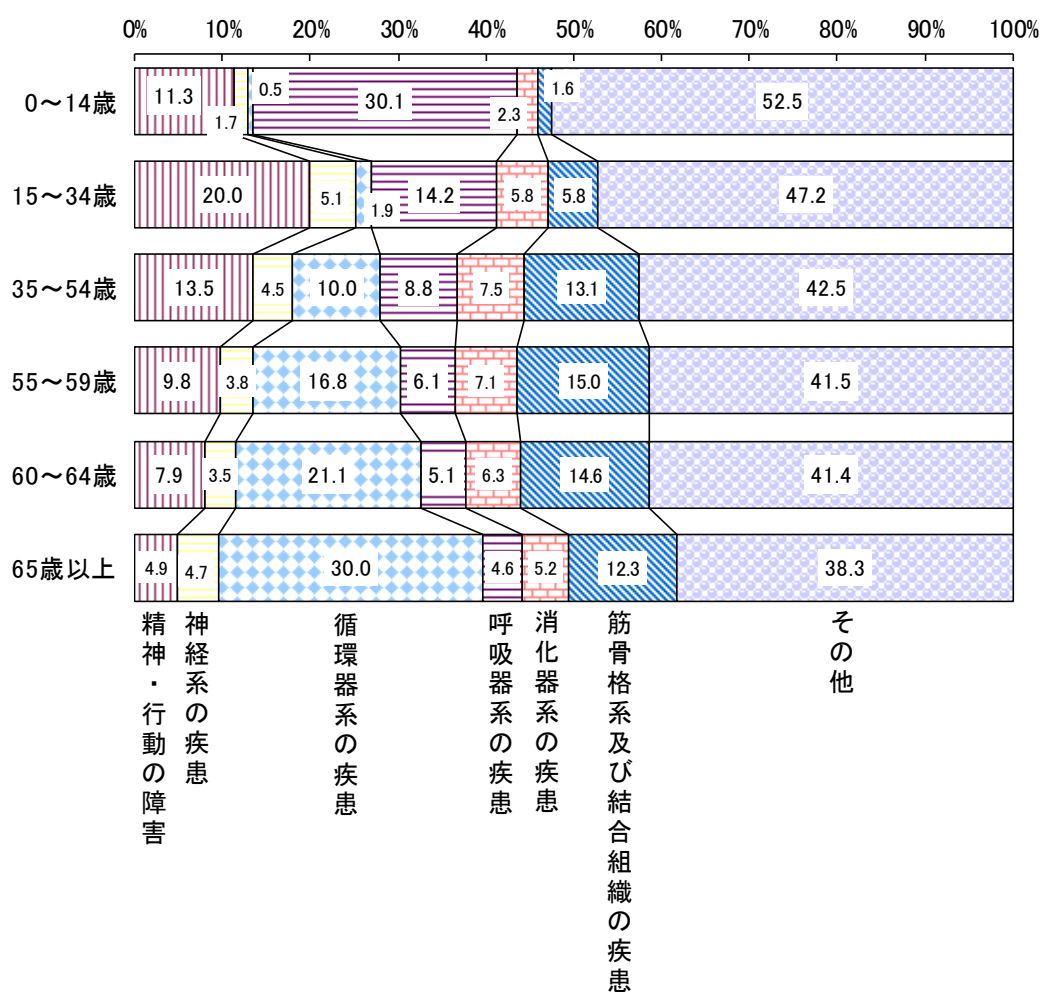 0% 10% 20% 30% 40% 50% 60% 70% 80% 90% 100%
0～14歳 11.3 1.7 0.5 30.1 2.3 1.6 52.5
15～34歳 20.0 5.1 1.9 14.2 5.8 5.8 47.2
35～54歳 13.5 4.5 10.0 8.8 7.5 13.1 42.5
55～59歳 9.8 3.8 16.8 6.1 7.1 15.0 41.5
60～64歳 7.9 3.5 21.1 5.1 6.3 14.6 41.4
65歳以上 4.9 4.7 30.0 4.6 5.2 12.3 38.3
精神・行動の障害
神経系の疾患
循環器系の疾患
呼吸器系の疾患
消化器系の疾患
筋骨格系及び結合組織の疾患
その他